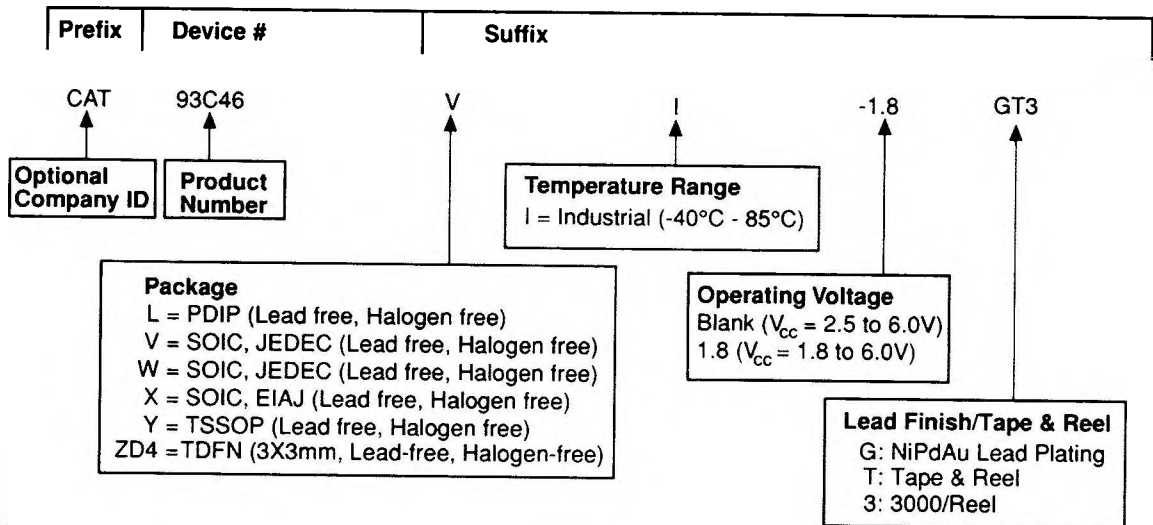 Prefix Device # Suffix
CAT 93C46 V I -1.8 GT3
Optional
Company ID
Product
Number
Temperature Range
I = Industrial (-40°C - 85°C)
Package
L = PDIP (Lead free, Halogen free)
V = SOIC, JEDEC (Lead free, Halogen free)
W = SOIC, JEDEC (Lead free, Halogen free)
X = SOIC, EIAJ (Lead free, Halogen free)
Y = TSSOP (Lead free, Halogen free)
ZD4 =TDFN (3X3mm, Lead-free, Halogen-free)
Operating Voltage
Blank (Vcc = 2.5 to 6.0V)
1.8 (Vcc = 1.8 to 6.0V)
Lead Finish/Tape & Reel
G: NiPdAu Lead Plating
T: Tape & Reel
3: 3000/Reel